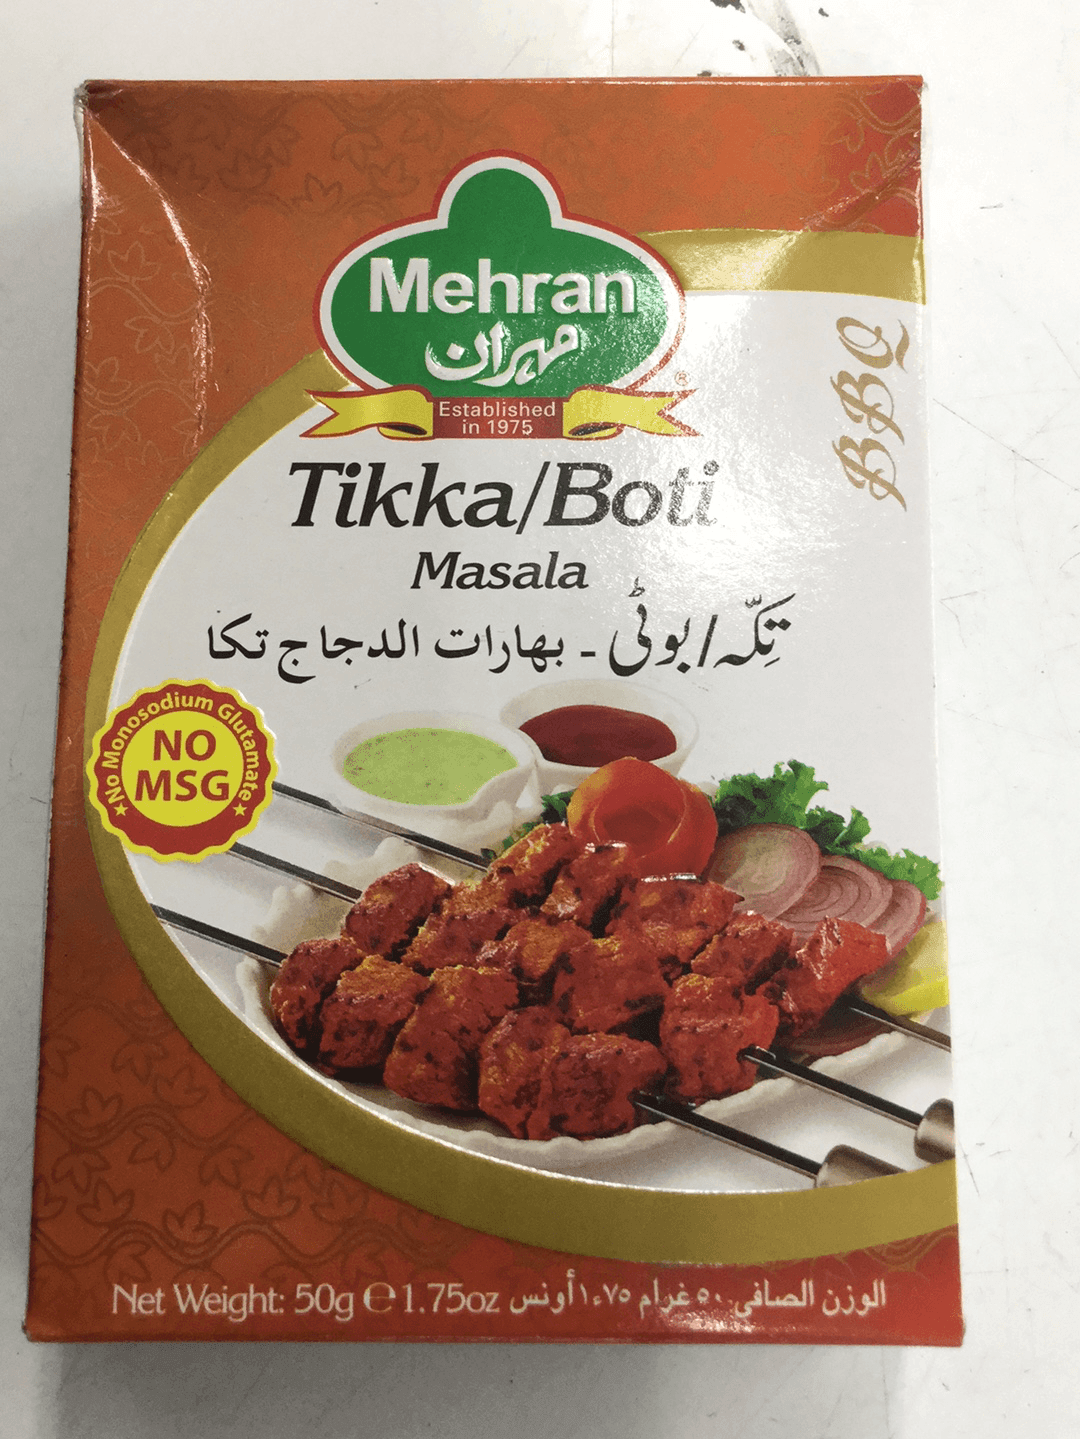 Mehran
مہران
®
Established
in 1975
BBQ
Tikka/Boti
Masala
تِکّہ/بوٹی - بهارات الدجاج تكا
No Monosodium Glutamate
NO
MSG
Net Weight: 50g ℮ 1.75oz الوزن الصافي ٥٠ غرام ١،٧٥ أونس